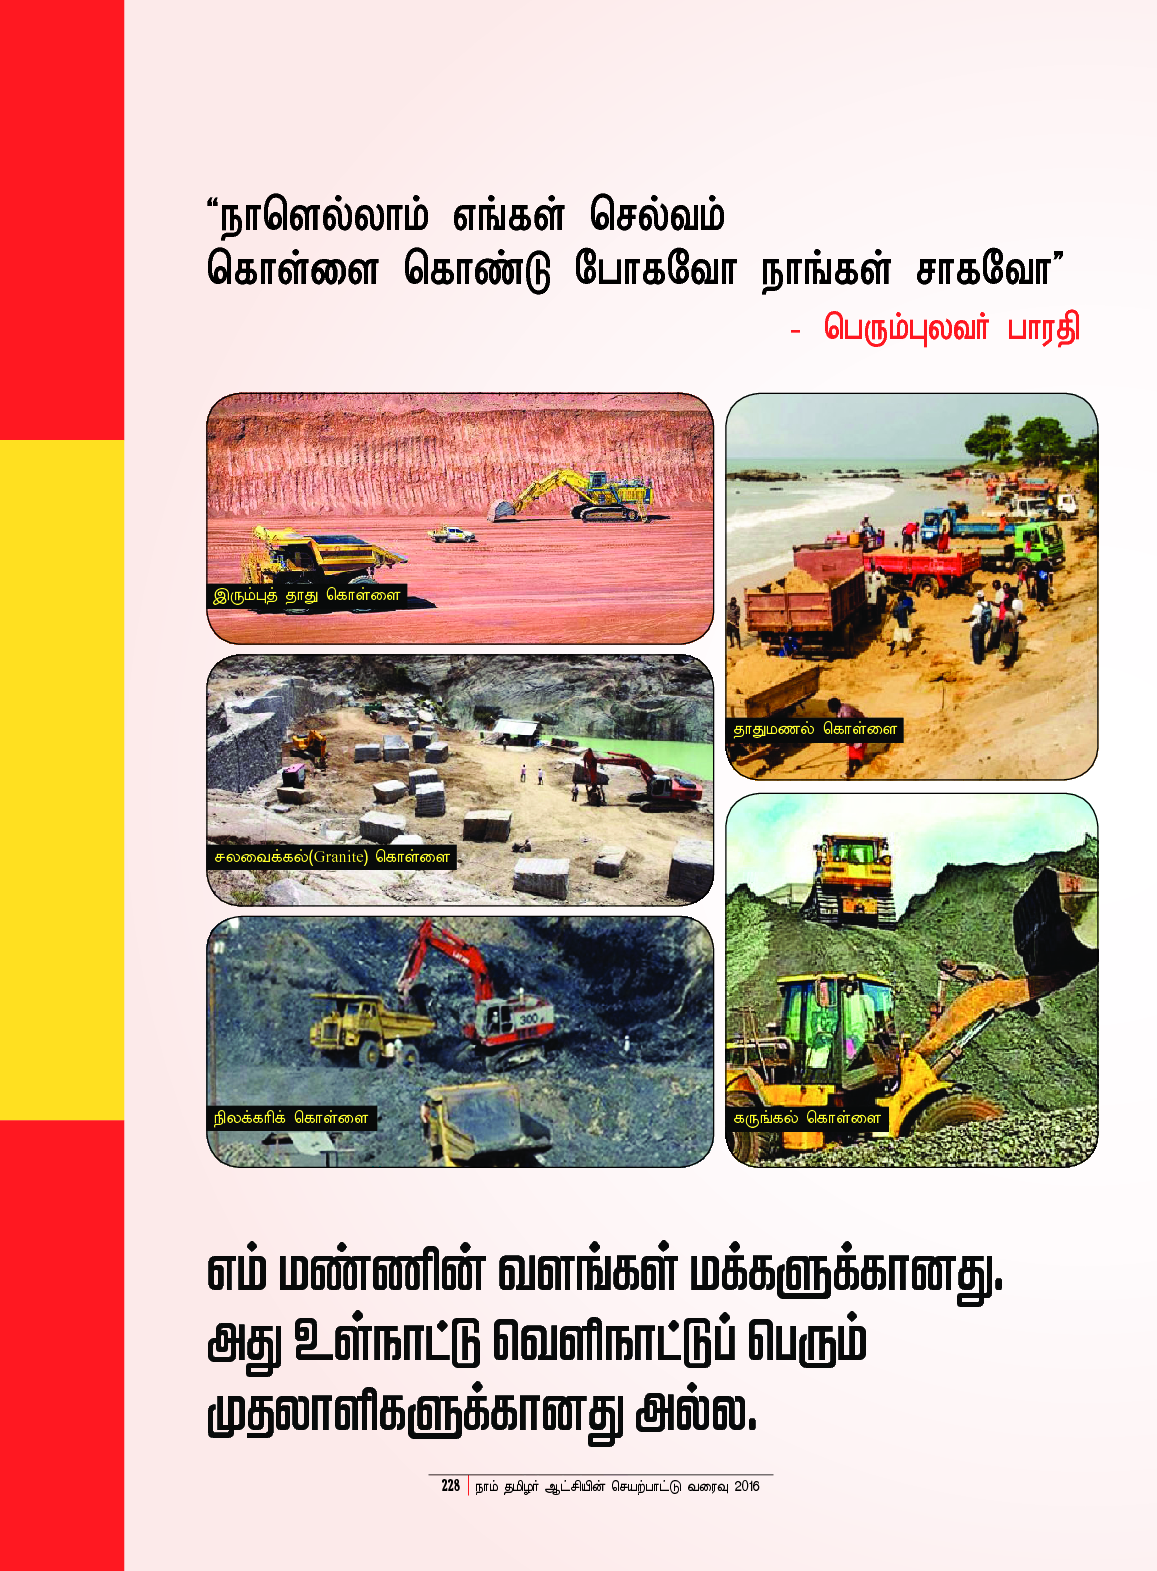 “நாளெல்லாம் எங்கள் செல்வம்
கொள்ளை கொண்டு போகவோ நாங்கள் சாகவோ”
- பெரும்புலவர் பாரதி
இரும்புத் தாது கொள்ளை
தாதுமணல் கொள்ளை
சலவைக்கல்(Granite) கொள்ளை
நிலக்கரிக் கொள்ளை
300
கருங்கல் கொள்ளை
எம் மண்ணின் வளங்கள் மக்களுக்கானது.
அது உள்நாட்டு வெளிநாட்டுப் பெரும்
முதலாளிகளுக்கானது அல்ல.
228 நாம் தமிழர் ஆட்சியின் செயற்பாட்டு வரைவு 2016